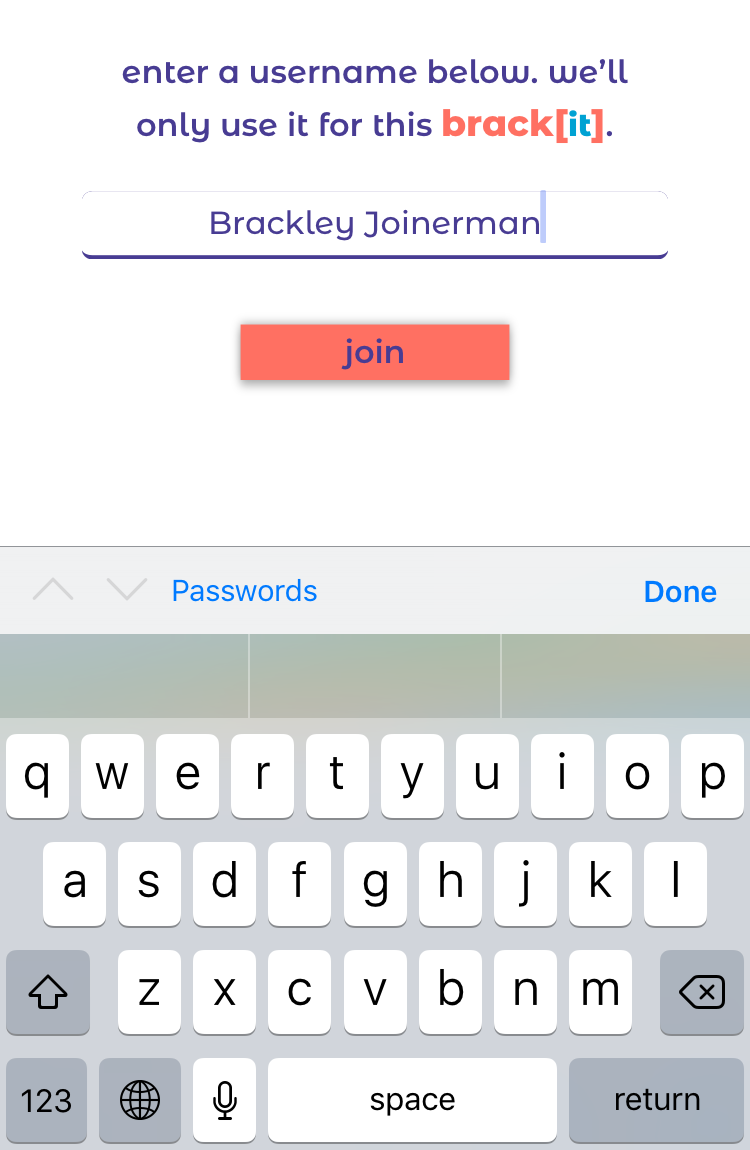 enter a username below. we’ll
only use it for this brack[it].
Brackley Joinerman
join
Passwords Done
q w e r t y u i o p
a s d f g h j k l
z x c v b n m
123 space return